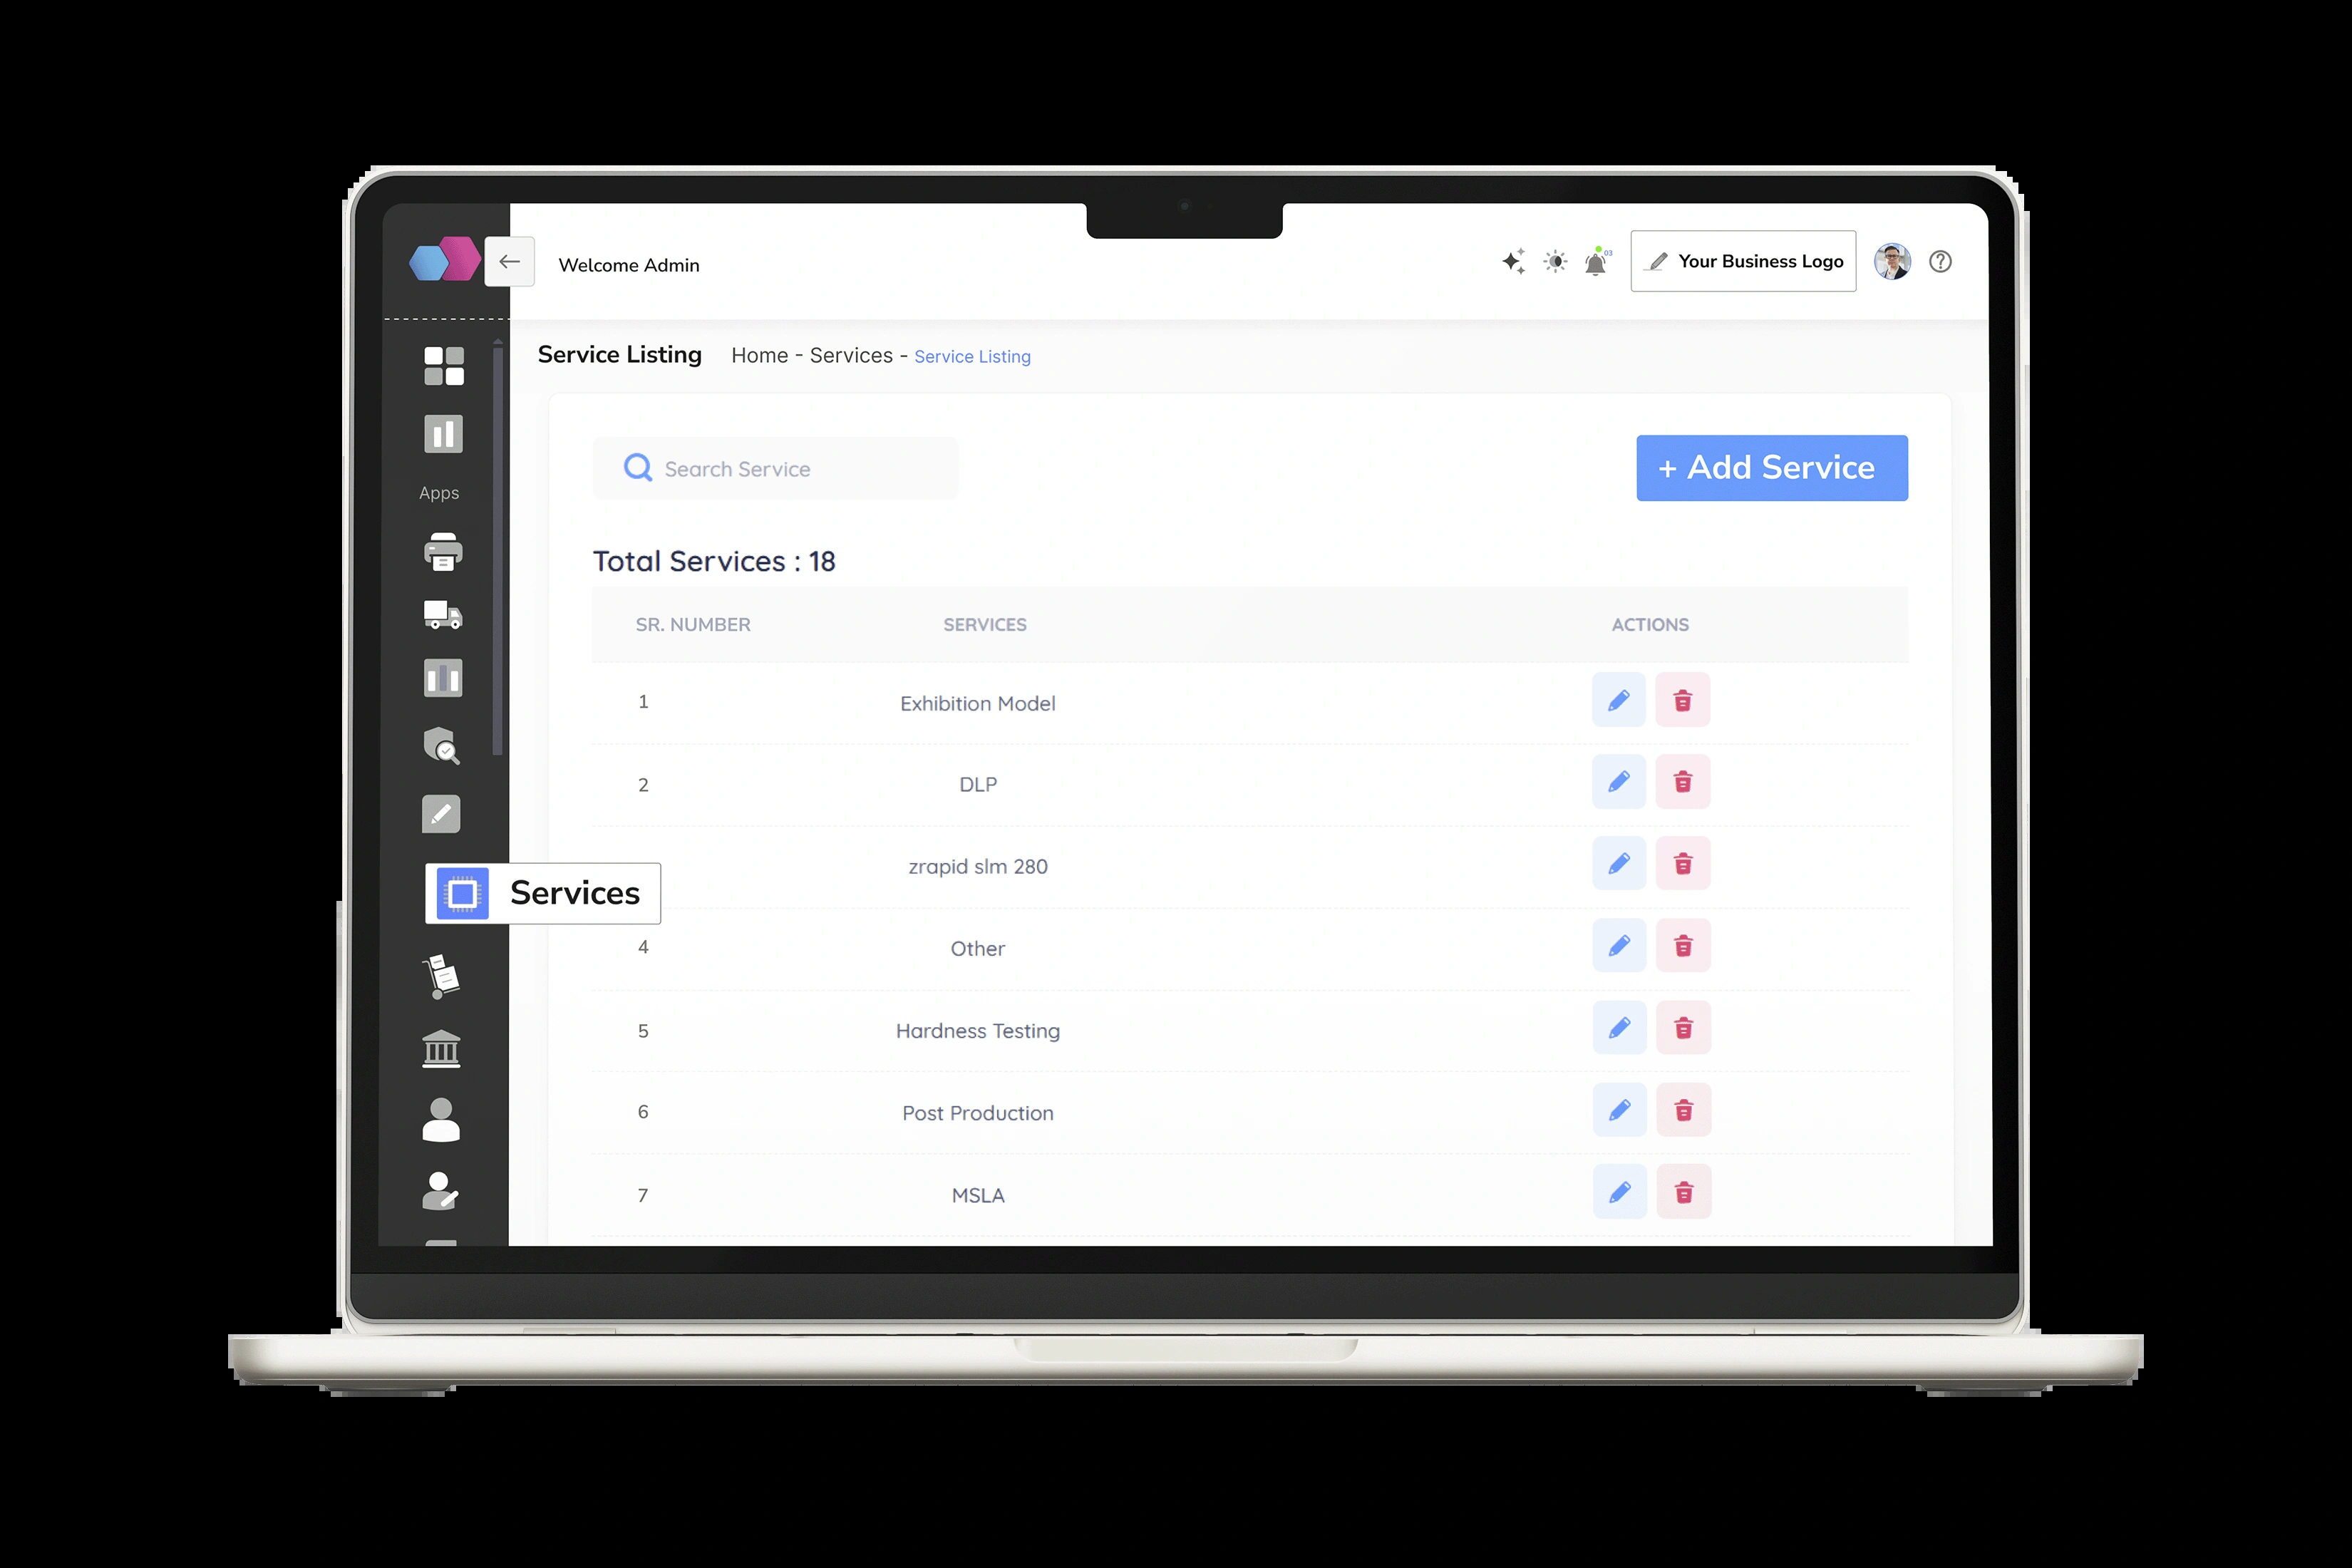 Welcome Admin
03
Your Business Logo
Service Listing Home - Services - Service Listing
Apps
Search Service
+ Add Service
Total Services : 18
SR. NUMBER SERVICES ACTIONS
1 Exhibition Model
2 DLP
zrapid slm 280
Services
4 Other
5 Hardness Testing
6 Post Production
7 MSLA